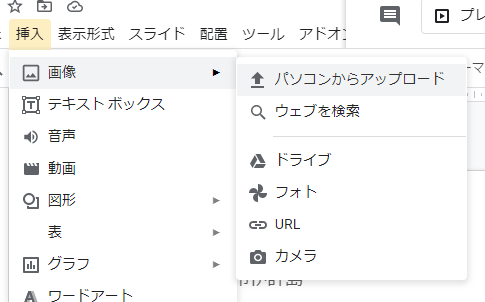 挿入 表示形式 スライド 配置 ツール アドオン
プレ
画像
テキスト ボックス
音声
動画
図形
表
グラフ
ワードアート
パソコンからアップロード
ウェブを検索
ドライブ
フォト
URL
カメラ
ーマ